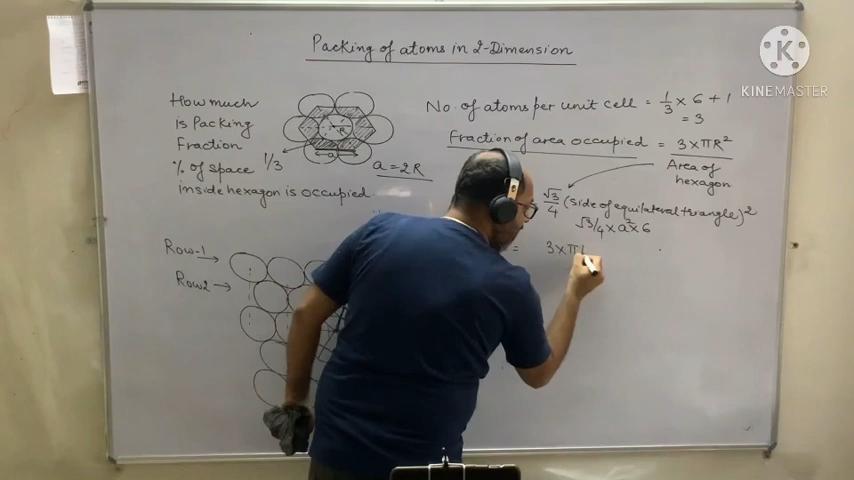 Packing of atoms in 2-Dimension
How much
is Packing
Fraction
% of space
inside hexagon is occupied
1/3
R
a
a = 2R
No. of atoms per unit cell = 1/3 × 6 + 1
= 3
Fraction of area occupied = 3×πR²
Area of
hexagon
√3/4 (side of equilateral triangle)²
√3/4 × a² × 6
= 3×π
Row-1
Row2
K
KINEMASTER